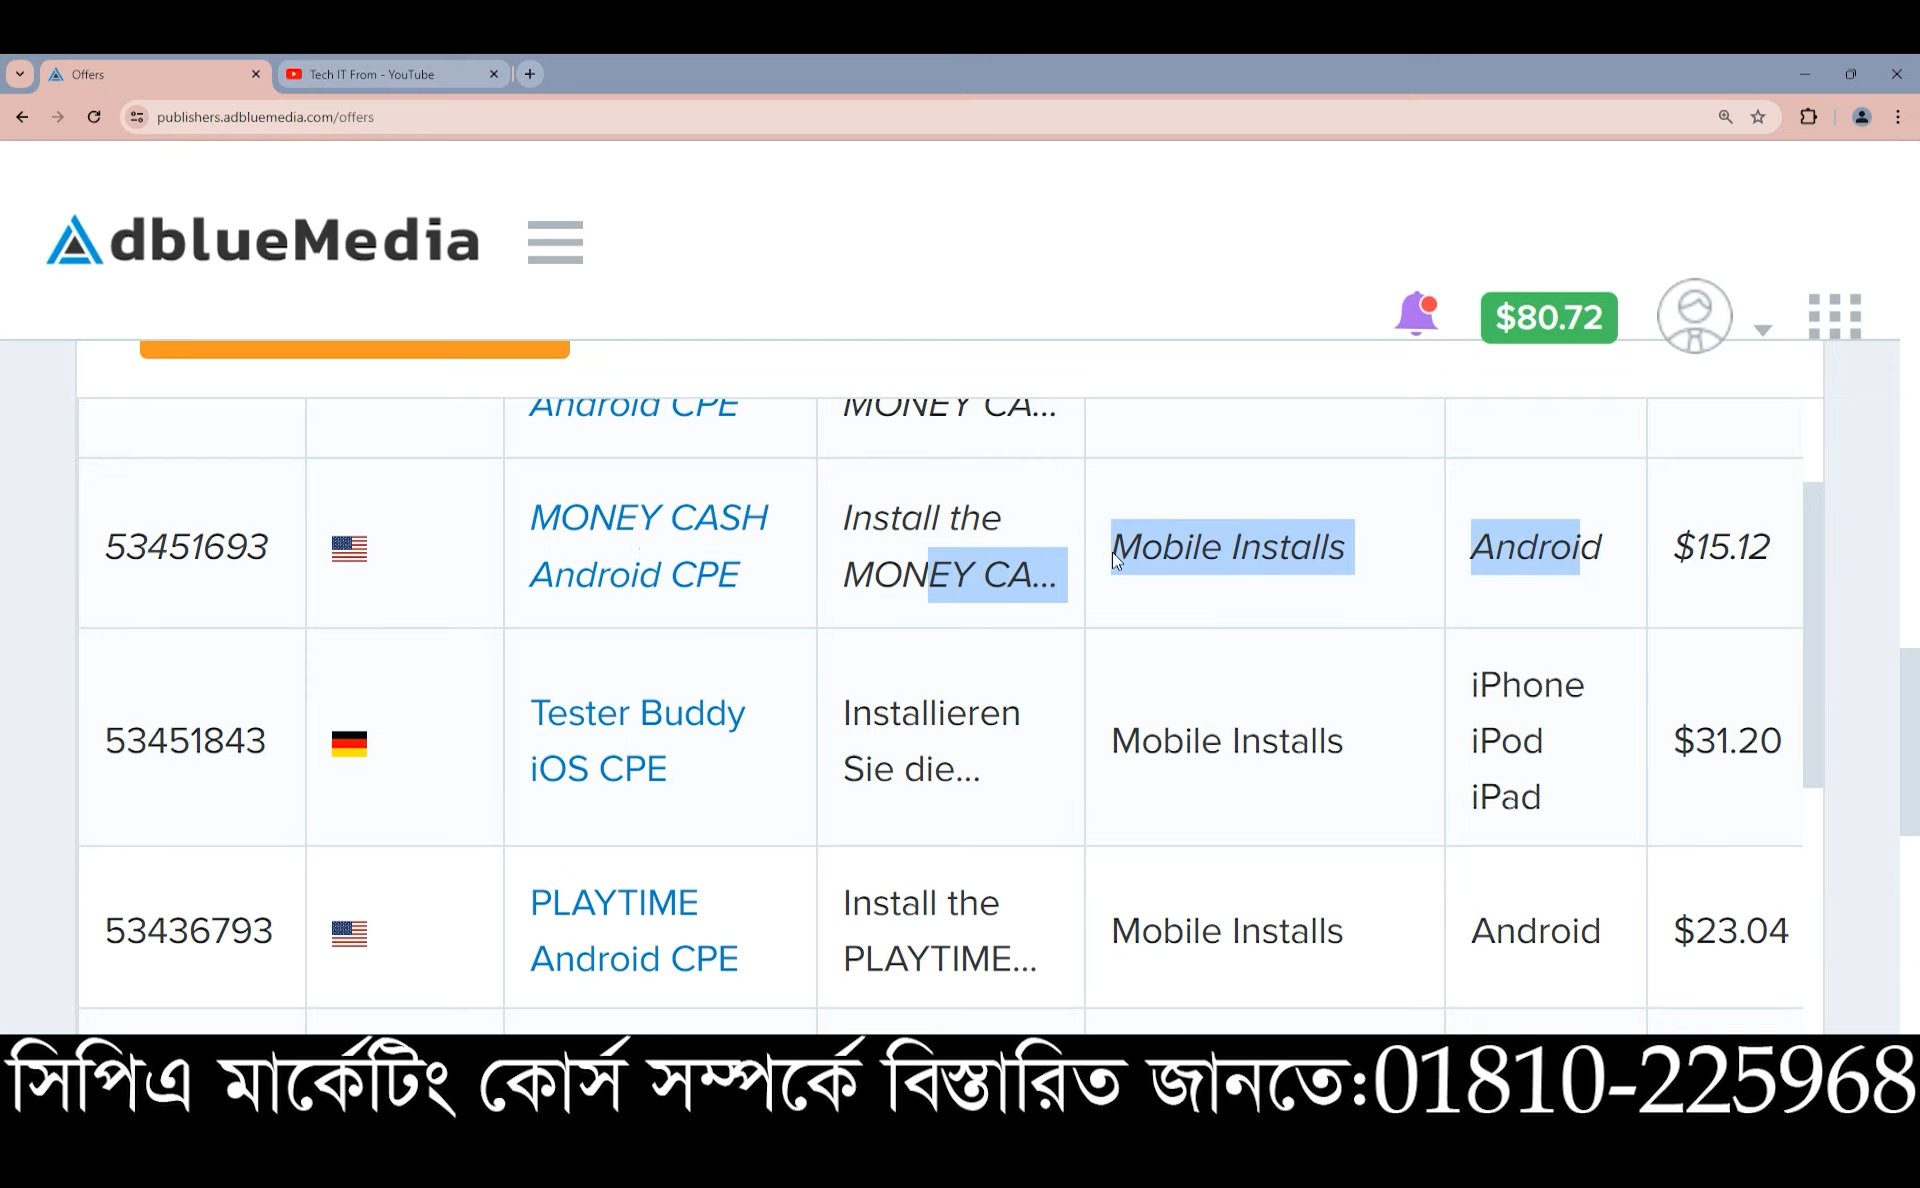 Offers
Tech IT From - YouTube
publishers.adbluemedia.com/offers
AdblueMedia
$80.72
Android CPE
MONEY CA...
53451693
MONEY CASH
Android CPE
Install the
MONEY CA...
Mobile Installs
Android
$15.12
53451843
Tester Buddy
iOS CPE
Installieren
Sie die...
Mobile Installs
iPhone
iPod
iPad
$31.20
53436793
PLAYTIME
Android CPE
Install the
PLAYTIME...
Mobile Installs
Android
$23.04
সিপিএ মার্কেটিং কোর্স সম্পর্কে বিস্তারিত জানতেঃ01810-225968